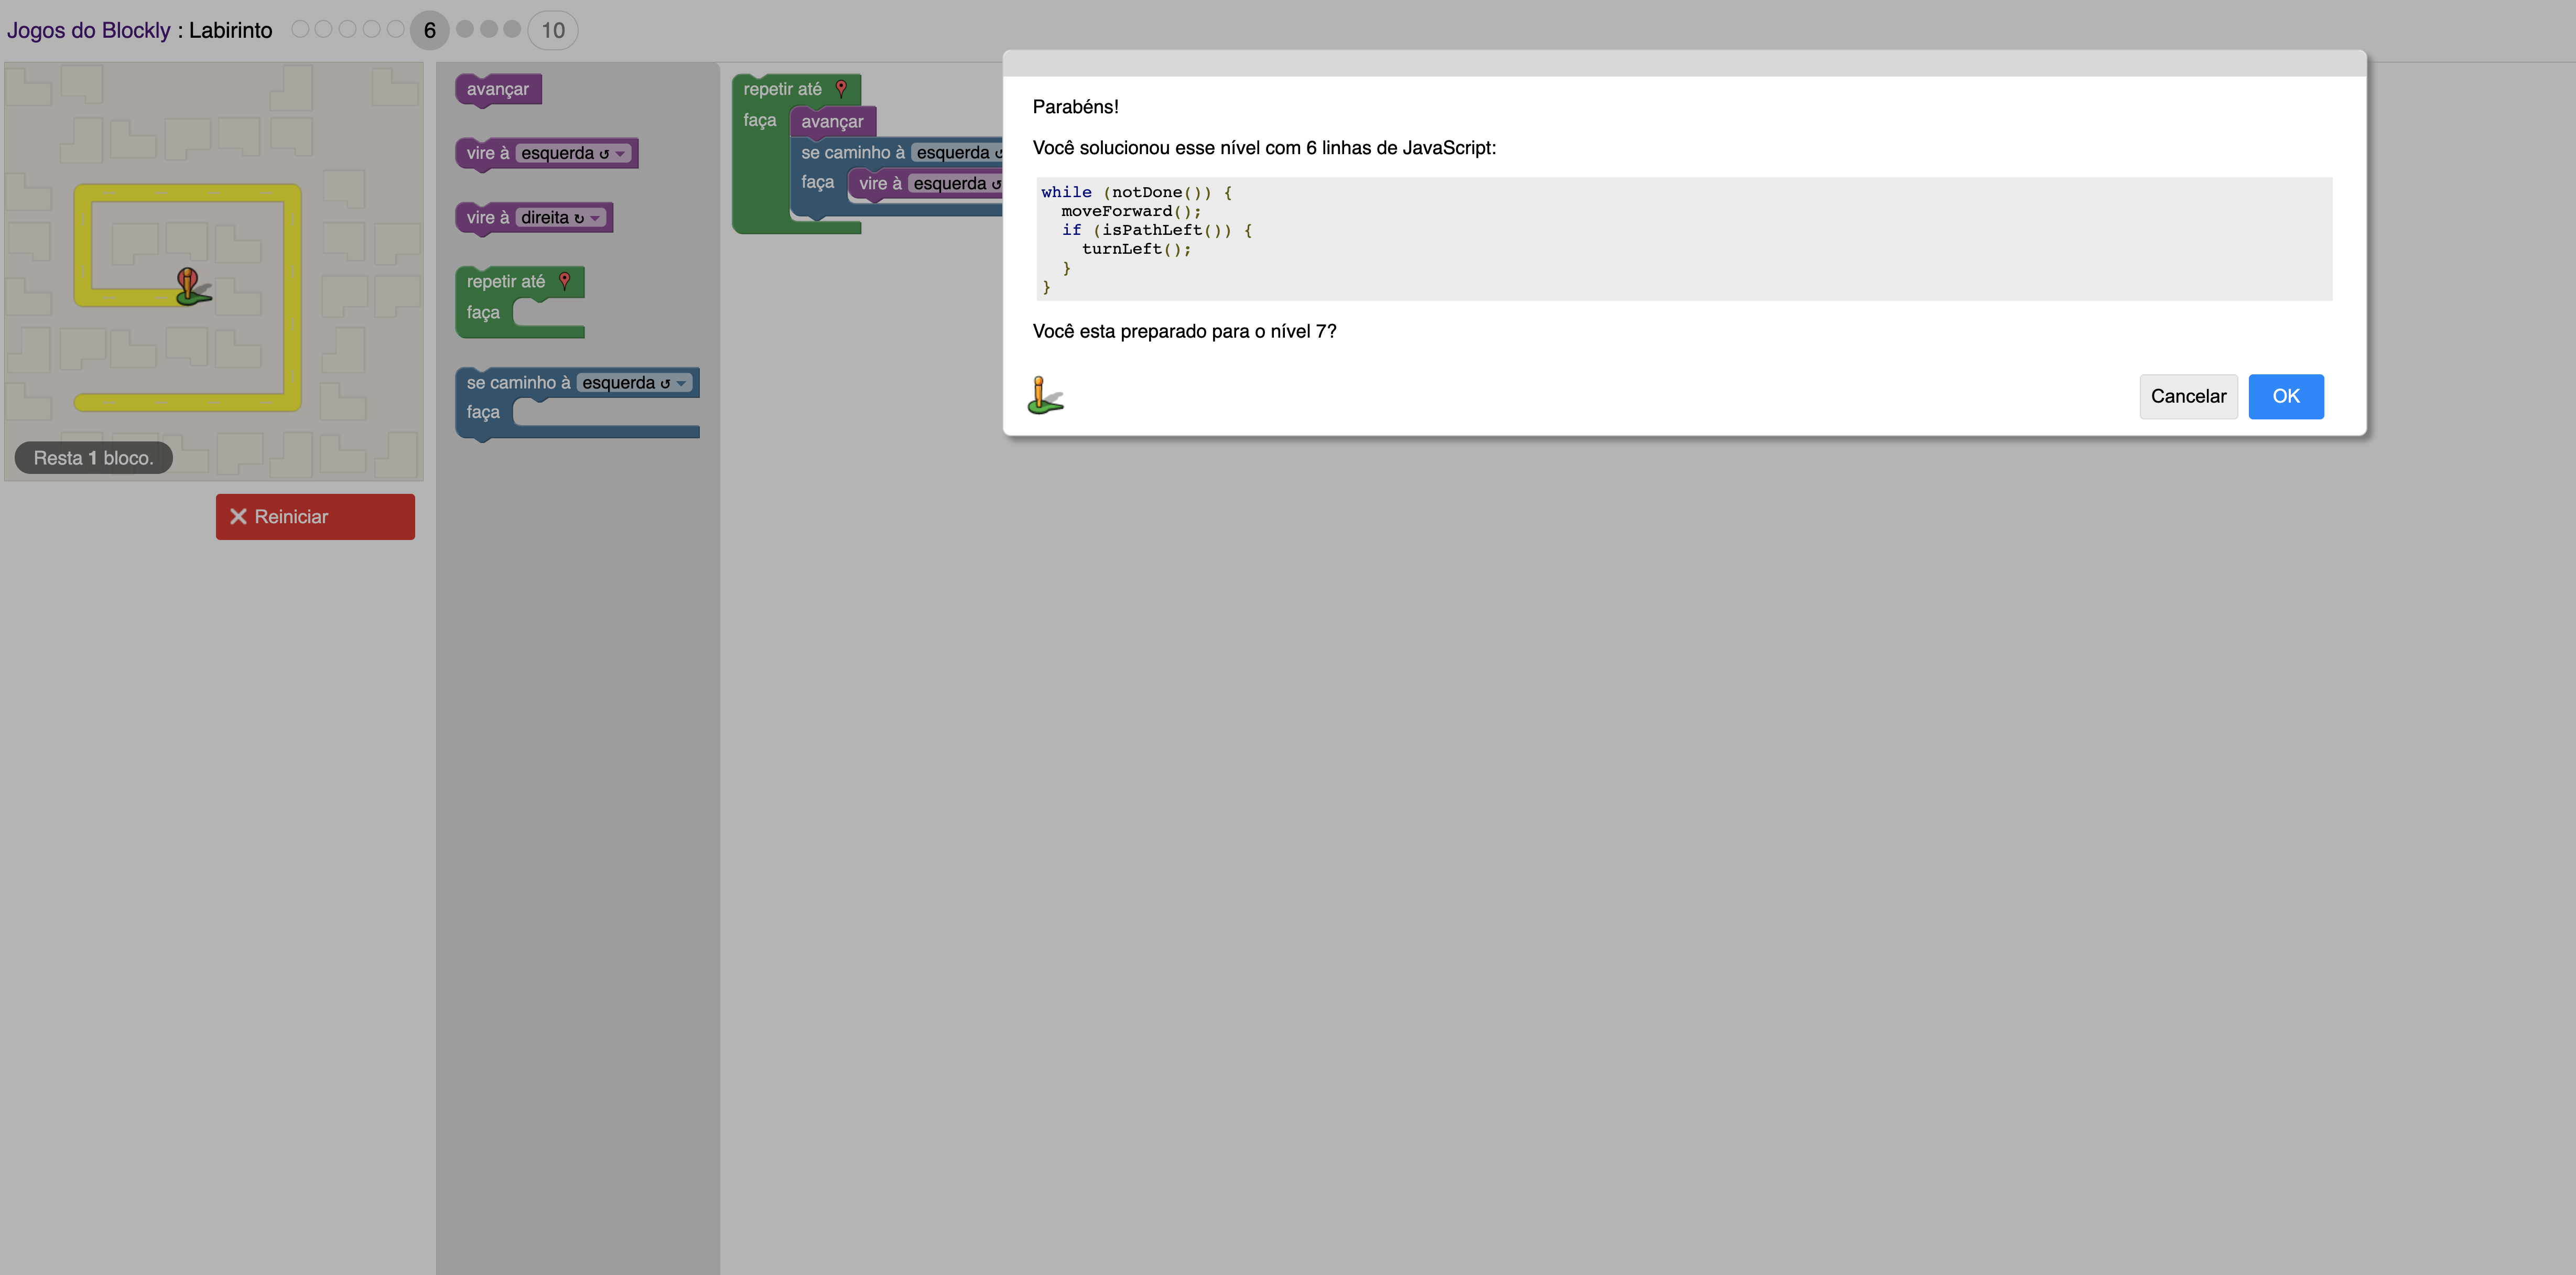 Jogos do Blockly : Labirinto 6 10
avançar
vire à esquerda ↺
vire à direita ↻
repetir até
faça
se caminho à esquerda ↺
faça
repetir até
faça avançar
se caminho à esquerda
faça vire à esquerda ↺
Resta 1 bloco.
Reiniciar
Parabéns!
Você solucionou esse nível com 6 linhas de JavaScript:
while (notDone()) {
  moveForward();
  if (isPathLeft()) {
    turnLeft();
  }
}
Você esta preparado para o nível 7?
Cancelar OK